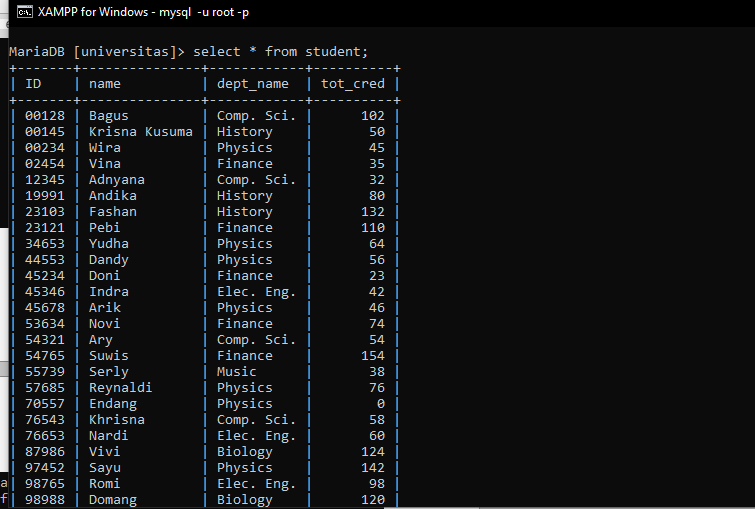 XAMPP for Windows - mysql  -u root -p
MariaDB [universitas]> select * from student;
+-------+---------------+------------+----------+
| ID    | name          | dept_name  | tot_cred |
+-------+---------------+------------+----------+
| 00128 | Bagus         | Comp. Sci. |      102 |
| 00145 | Krisna Kusuma | History    |       50 |
| 00234 | Wira          | Physics    |       45 |
| 02454 | Vina          | Finance    |       35 |
| 12345 | Adnyana       | Comp. Sci. |       32 |
| 19991 | Andika        | History    |       80 |
| 23103 | Fashan        | History    |      132 |
| 23121 | Pebi          | Finance    |      110 |
| 34653 | Yudha         | Physics    |       64 |
| 44553 | Dandy         | Physics    |       56 |
| 45234 | Doni          | Finance    |       23 |
| 45346 | Indra         | Elec. Eng. |       42 |
| 45678 | Arik          | Physics    |       46 |
| 53634 | Novi          | Finance    |       74 |
| 54321 | Ary           | Comp. Sci. |       54 |
| 54765 | Suwis         | Finance    |      154 |
| 55739 | Serly         | Music      |       38 |
| 57685 | Reynaldi      | Physics    |       76 |
| 70557 | Endang        | Physics    |        0 |
| 76543 | Khrisna       | Comp. Sci. |       58 |
| 76653 | Nardi         | Elec. Eng. |       60 |
| 87986 | Vivi          | Biology    |      124 |
| 97452 | Sayu          | Physics    |      142 |
| 98765 | Romi          | Elec. Eng. |       98 |
| 98988 | Domang        | Biology    |      120 |